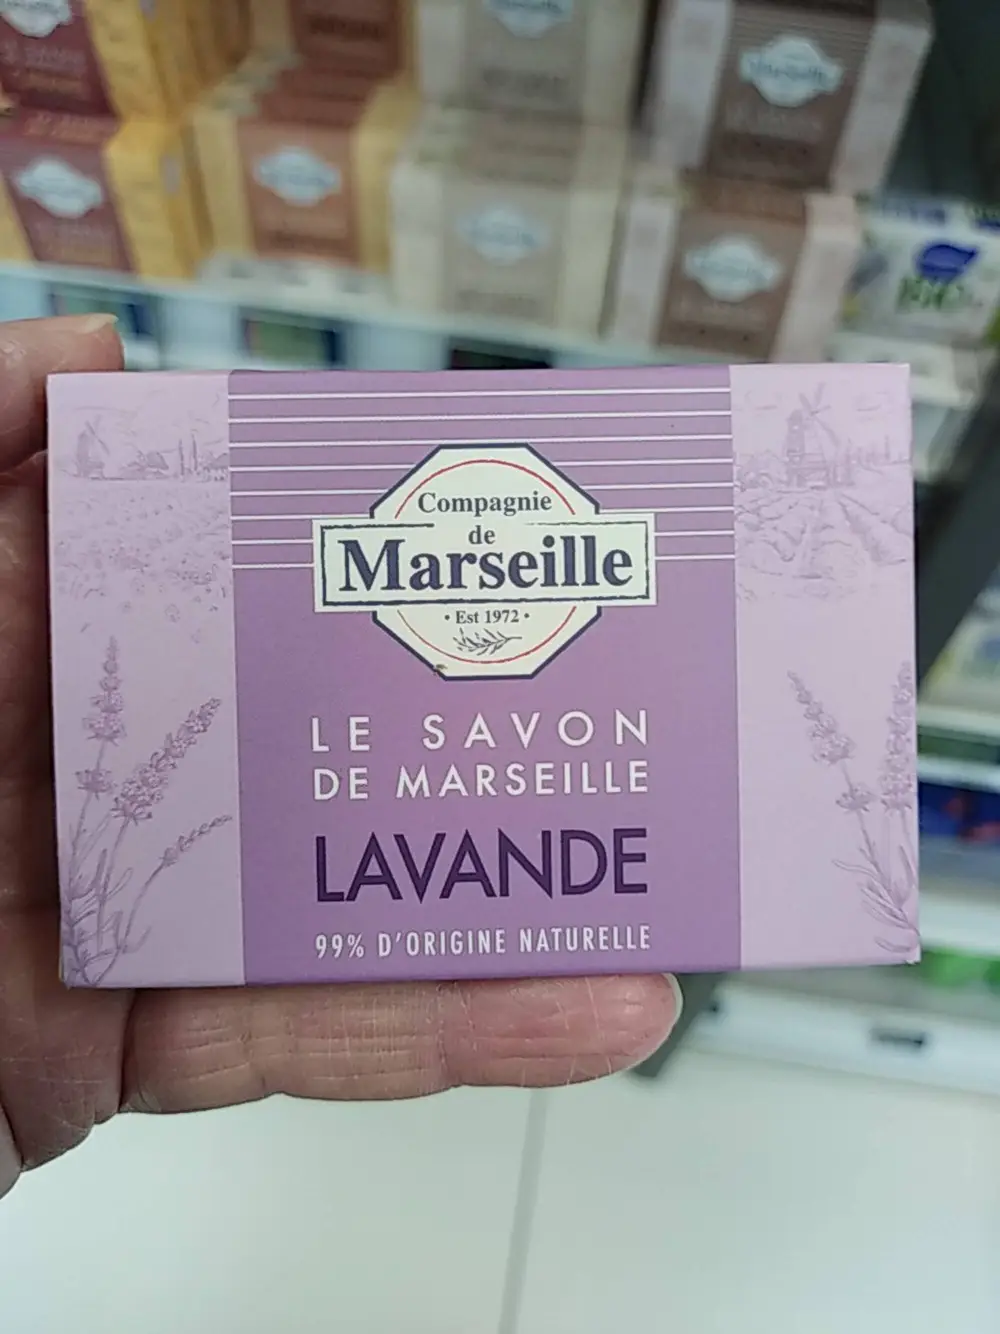 Compagnie
de
Marseille
• Est 1972 •
LE SAVON
DE MARSEILLE
LAVANDE
99% D'ORIGINE NATURELLE